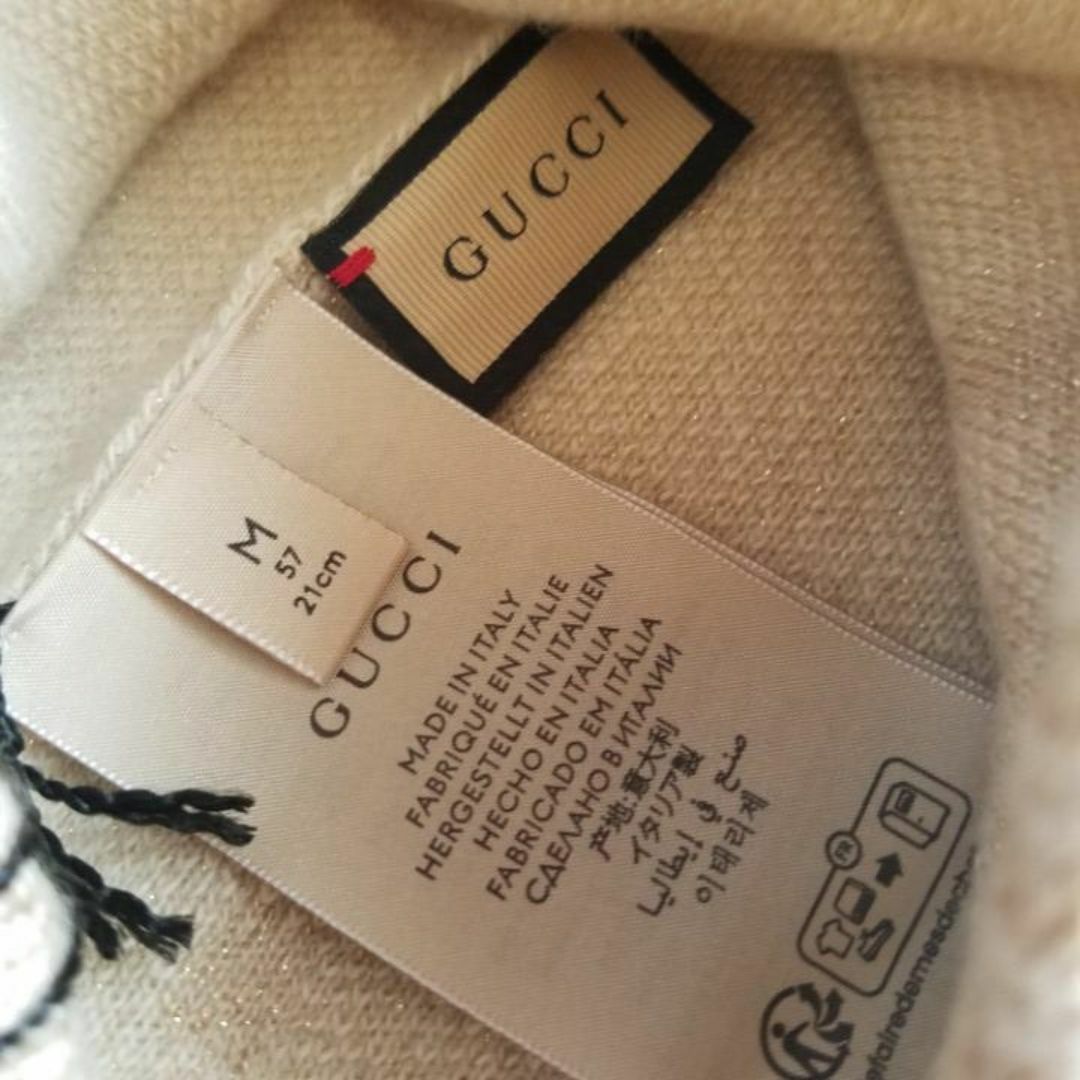 GUCCI
M
57
21cm
GUCCI
MADE IN ITALY
FABRIQUÉ EN ITALIE
HERGESTELLT IN ITALIEN
HECHO EN ITALIA
FABRICADO EM ITÁLIA
СДЕЛАНО В ИТАЛИИ
产地:意大利
イタリア製
صنع في إيطاليا
이태리제
FR